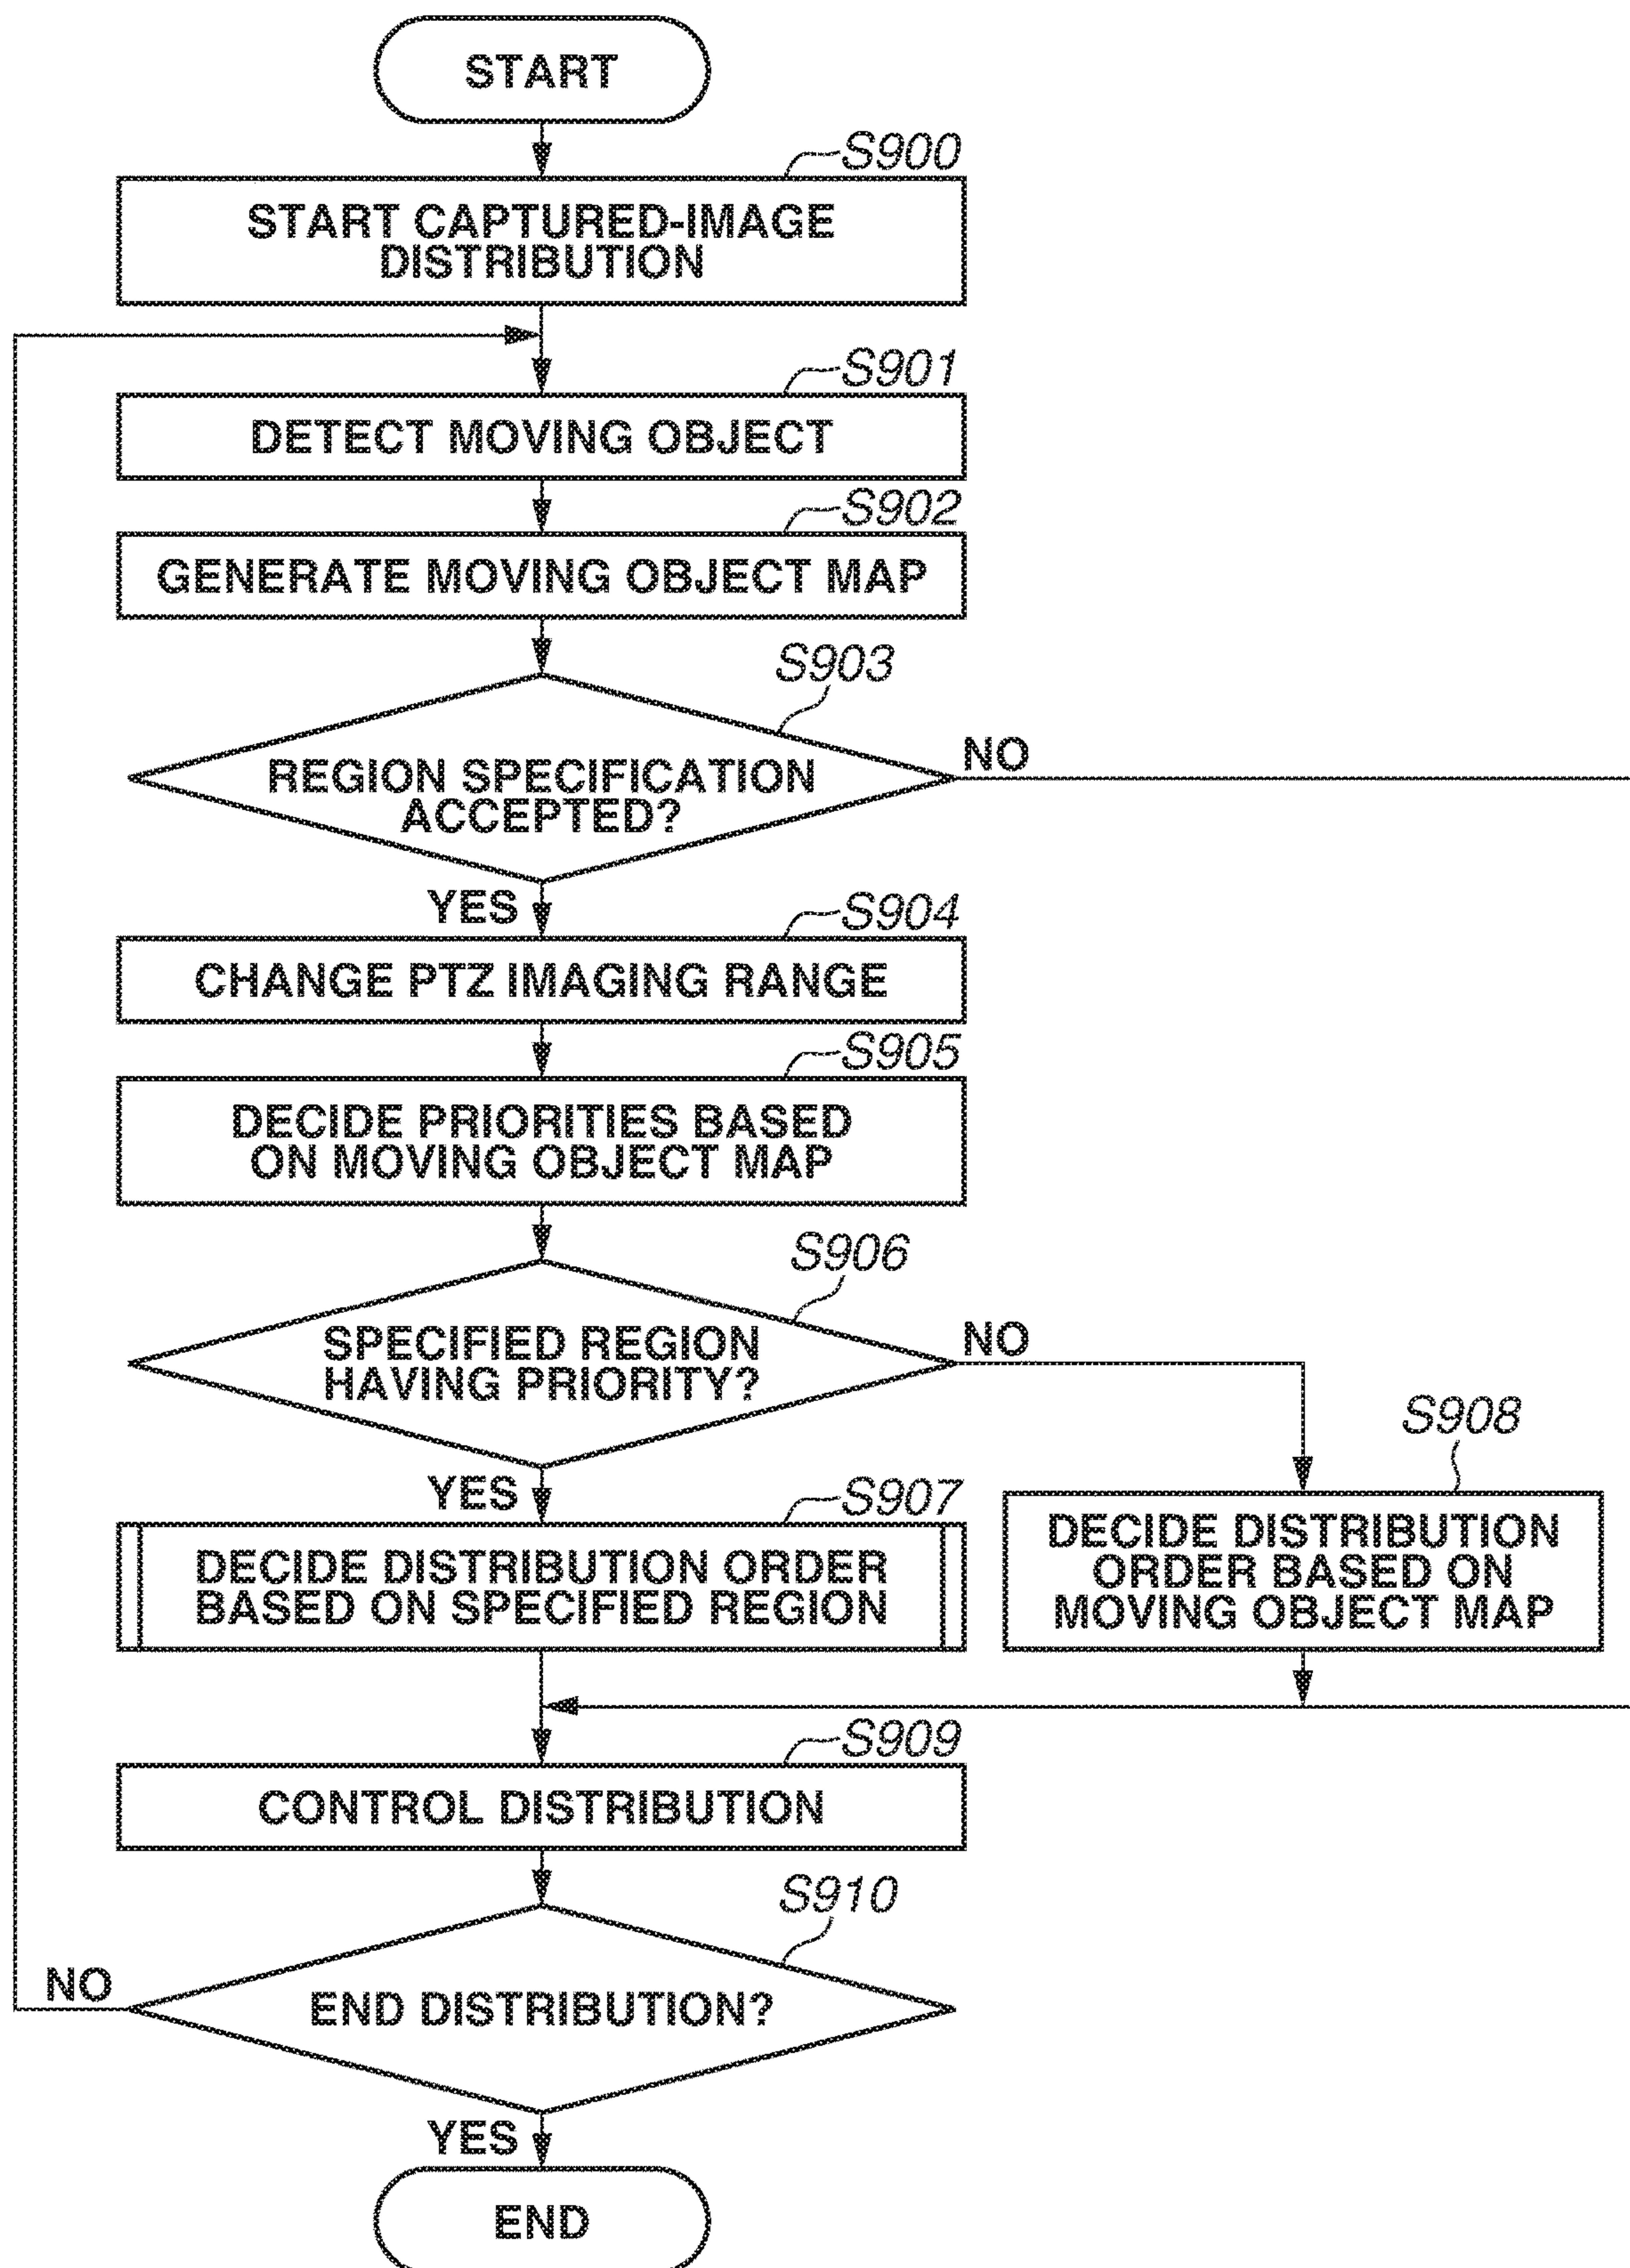 START
S900
START CAPTURED-IMAGE
DISTRIBUTION
S901
DETECT MOVING OBJECT
S902
GENERATE MOVING OBJECT MAP
S903
REGION SPECIFICATION
ACCEPTED?
NO
YES
S904
CHANGE PTZ IMAGING RANGE
S905
DECIDE PRIORITIES BASED
ON MOVING OBJECT MAP
S906
SPECIFIED REGION
HAVING PRIORITY?
NO
YES
S907
DECIDE DISTRIBUTION ORDER
BASED ON SPECIFIED REGION
S908
DECIDE DISTRIBUTION
ORDER BASED ON
MOVING OBJECT MAP
S909
CONTROL DISTRIBUTION
S910
END DISTRIBUTION?
NO
YES
END